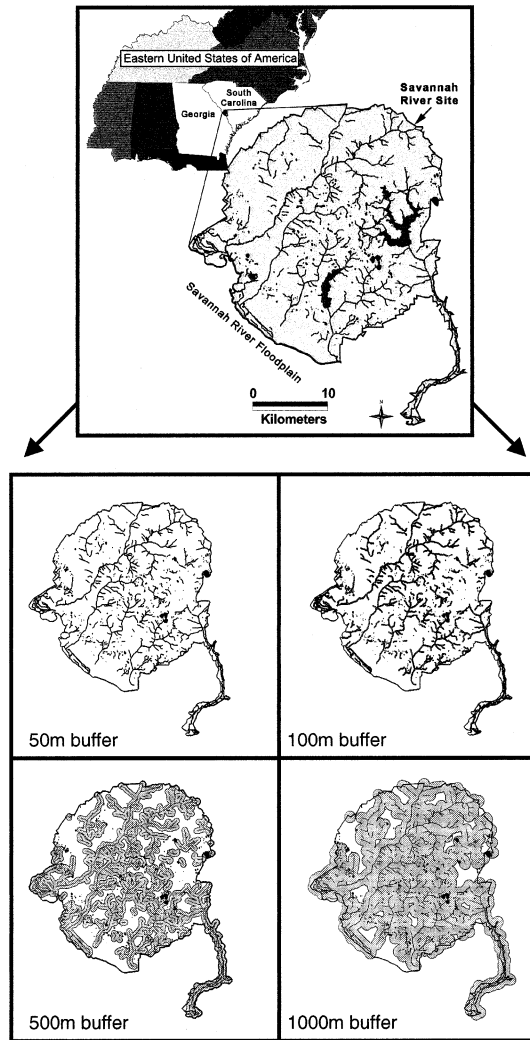 Eastern United States of America
South
Carolina
Georgia
Savannah
River Site
Savannah River Floodplain
0 10
Kilometers
N
50m buffer
100m buffer
500m buffer
1000m buffer